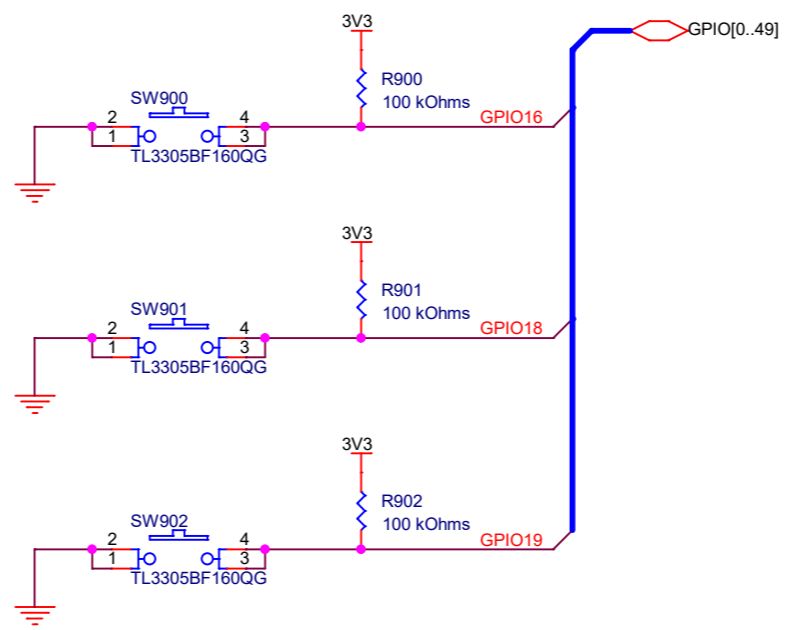 3V3
GPIO[0..49]
R900
100 kOhms
SW900
2
4
GPIO16
1
3
TL3305BF160QG
3V3
R901
100 kOhms
SW901
2
4
GPIO18
1
3
TL3305BF160QG
3V3
R902
100 kOhms
SW902
2
4
GPIO19
1
3
TL3305BF160QG